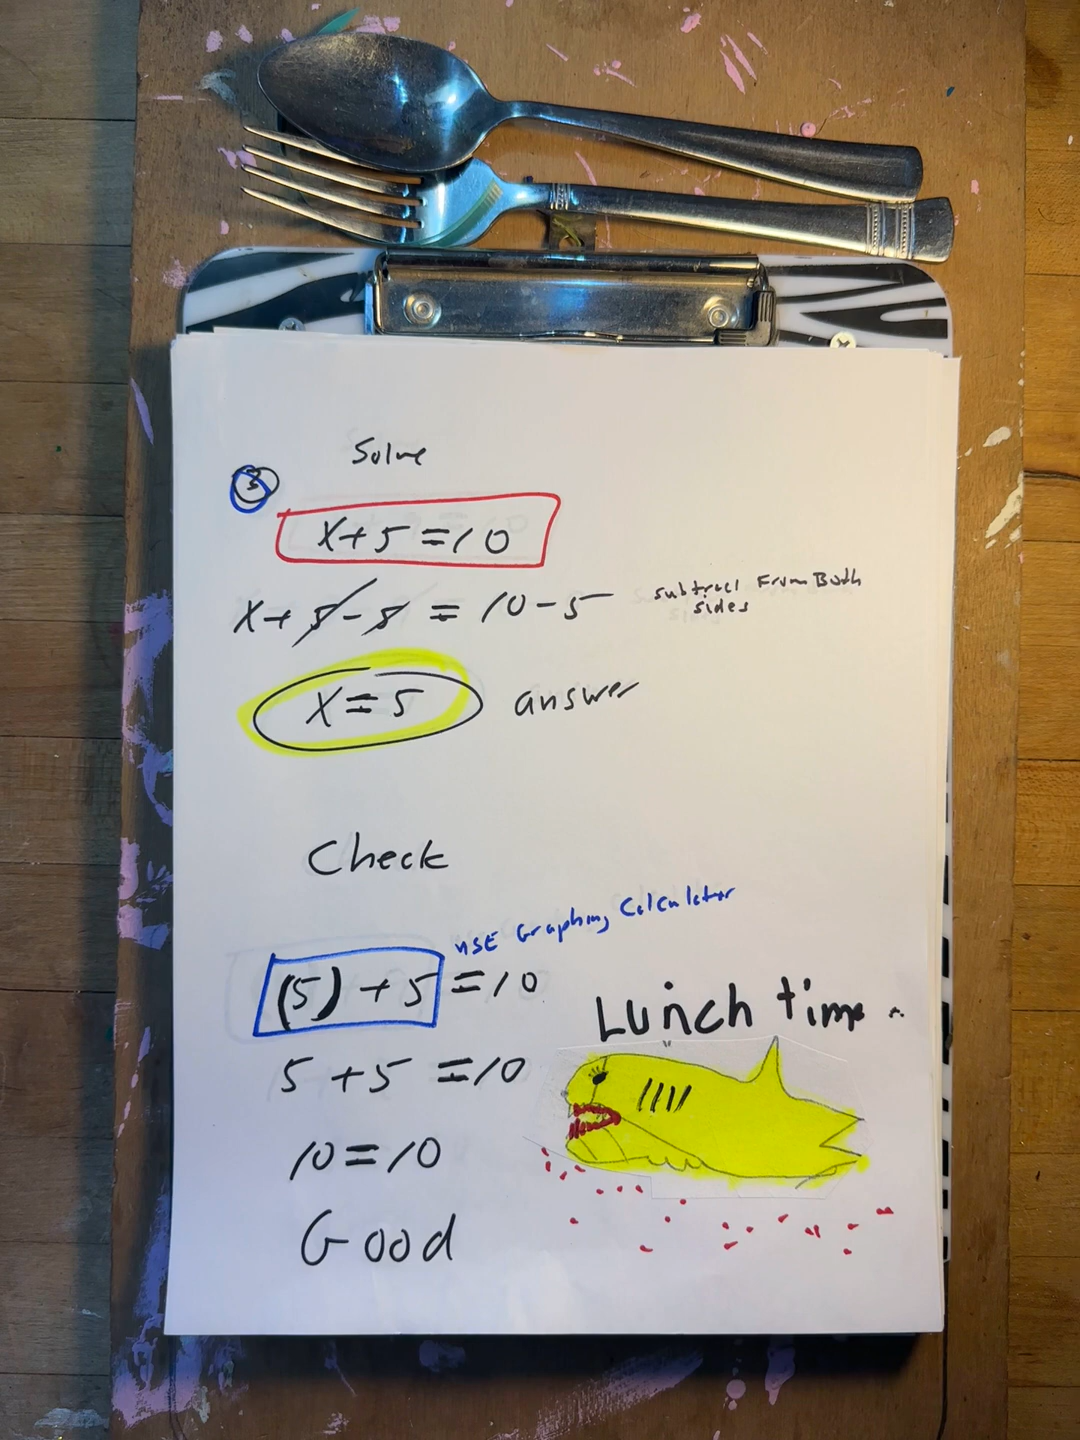 Solve
3
x+5=10
x+5-5=10-5 subtract From Both
sides
x=5 answer
Check
USE Graphing Calculator
(5)+5=10
Lunch time
5+5=10
10=10
Good